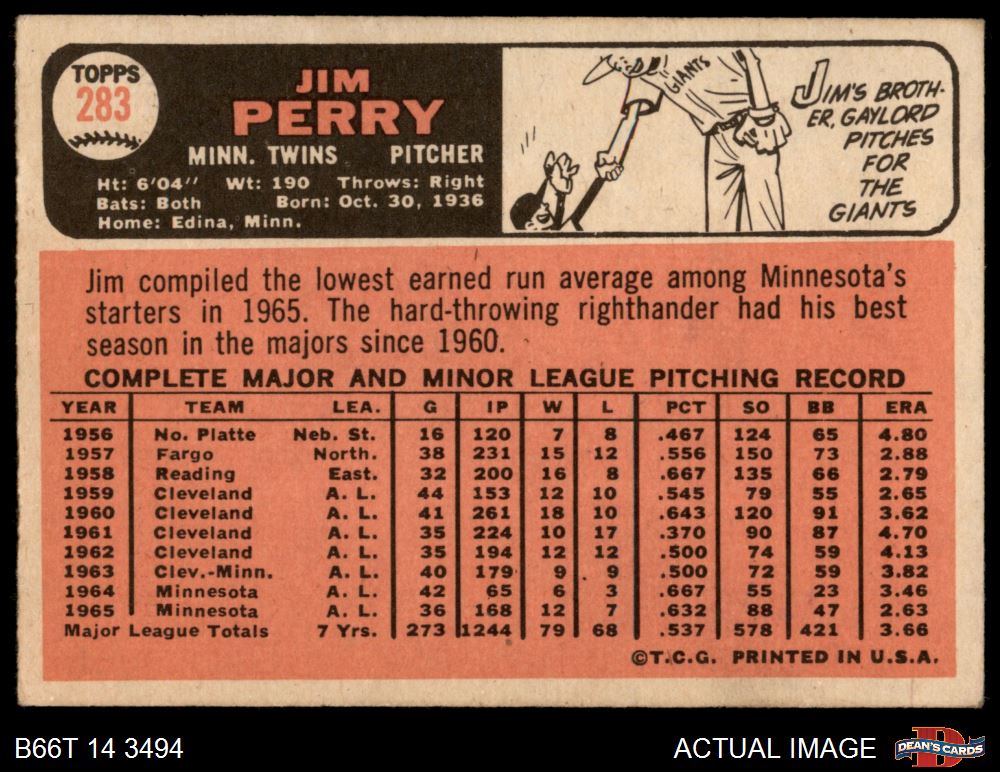 TOPPS
283
JIM
PERRY
MINN. TWINS PITCHER
Ht: 6'04" Wt: 190 Throws: Right
Bats: Both Born: Oct. 30, 1936
Home: Edina, Minn.
GIANTS
JIM'S BROTH-
ER, GAYLORD
PITCHES
FOR
THE
GIANTS
Jim compiled the lowest earned run average among Minnesota's
starters in 1965. The hard-throwing righthander had his best
season in the majors since 1960.
COMPLETE MAJOR AND MINOR LEAGUE PITCHING RECORD
YEAR TEAM LEA. G IP W L PCT SO BB ERA
1956 No. Platte Neb. St. 16 120 7 8 .467 124 65 4.80
1957 Fargo North. 38 231 15 12 .556 150 73 2.88
1958 Reading East. 32 200 16 8 .667 135 66 2.79
1959 Cleveland A. L. 44 153 12 10 .545 79 55 2.65
1960 Cleveland A. L. 41 261 18 10 .643 120 91 3.62
1961 Cleveland A. L. 35 224 10 17 .370 90 87 4.70
1962 Cleveland A. L. 35 194 12 12 .500 74 59 4.13
1963 Clev.-Minn. A. L. 40 179 9 9 .500 72 59 3.82
1964 Minnesota A. L. 42 65 6 3 .667 55 23 3.46
1965 Minnesota A. L. 36 168 12 7 .632 88 47 2.63
Major League Totals 7 Yrs. 273 1244 79 68 .537 578 421 3.66
©T.C.G. PRINTED IN U.S.A.
B66T 14 3494
ACTUAL IMAGE
D
DEAN'S CARDS